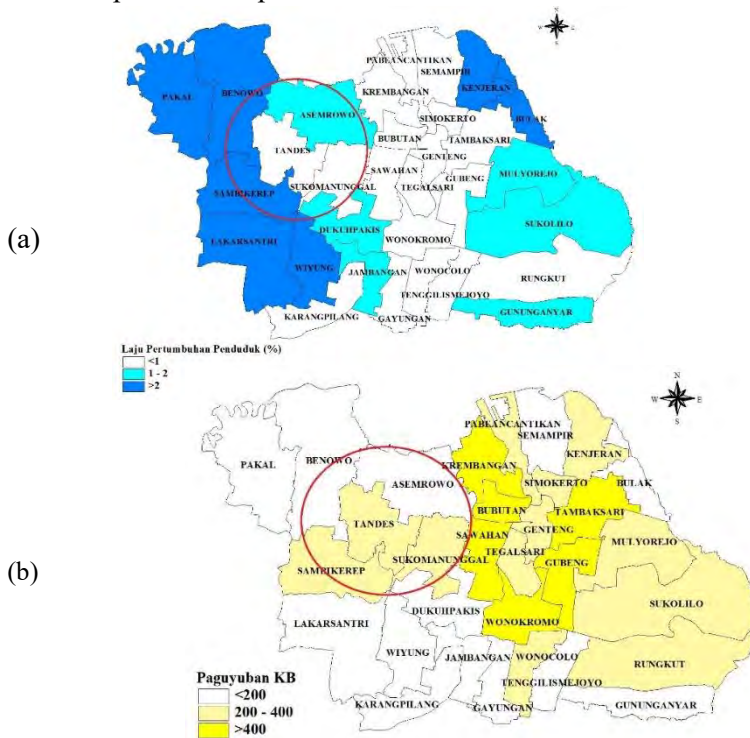 N
W E
S
PABEANCANTIKAN
SEMAMPIR
KENJERAN
PAKAL
BENOWO
KREMBANGAN
ASEMROWO
SIMOKERTO
BULAK
BUBUTAN
TAMBAKSARI
TANDES
GENTENG
SAWAHAN
GUBENG
MULYOREJO
SUKOMANUNGGAL
TEGALSARI
SAMBIKEREP
(a)
SUKOLILO
DUKUHPAKIS
LAKARSANTRI
WONOKROMO
WIYUNG
JAMBANGAN
WONOCOLO
RUNGKUT
TENGGILISMEJOYO
KARANGPILANG
GAYUNGAN
GUNUNGANYAR
Laju Pertumbuhan Penduduk (%)
<1
1 - 2
>2
N
W E
S
PABEANCANTIKAN
SEMAMPIR
KENJERAN
BENOWO
KREMBANGAN
PAKAL
ASEMROWO
SIMOKERTO
BULAK
BUBUTAN
TAMBAKSARI
TANDES
SAWAHAN
GENTENG
MULYOREJO
(b)
SUKOMANUNGGAL
TEGALSARI
GUBENG
SAMBIKEREP
SUKOLILO
DUKUHPAKIS
LAKARSANTRI
WONOKROMO
WIYUNG
JAMBANGAN
WONOCOLO
RUNGKUT
Paguyuban KB
TENGGILISMEJOYO
<200
200 - 400
KARANGPILANG
GAYUNGAN
GUNUNGANYAR
>400